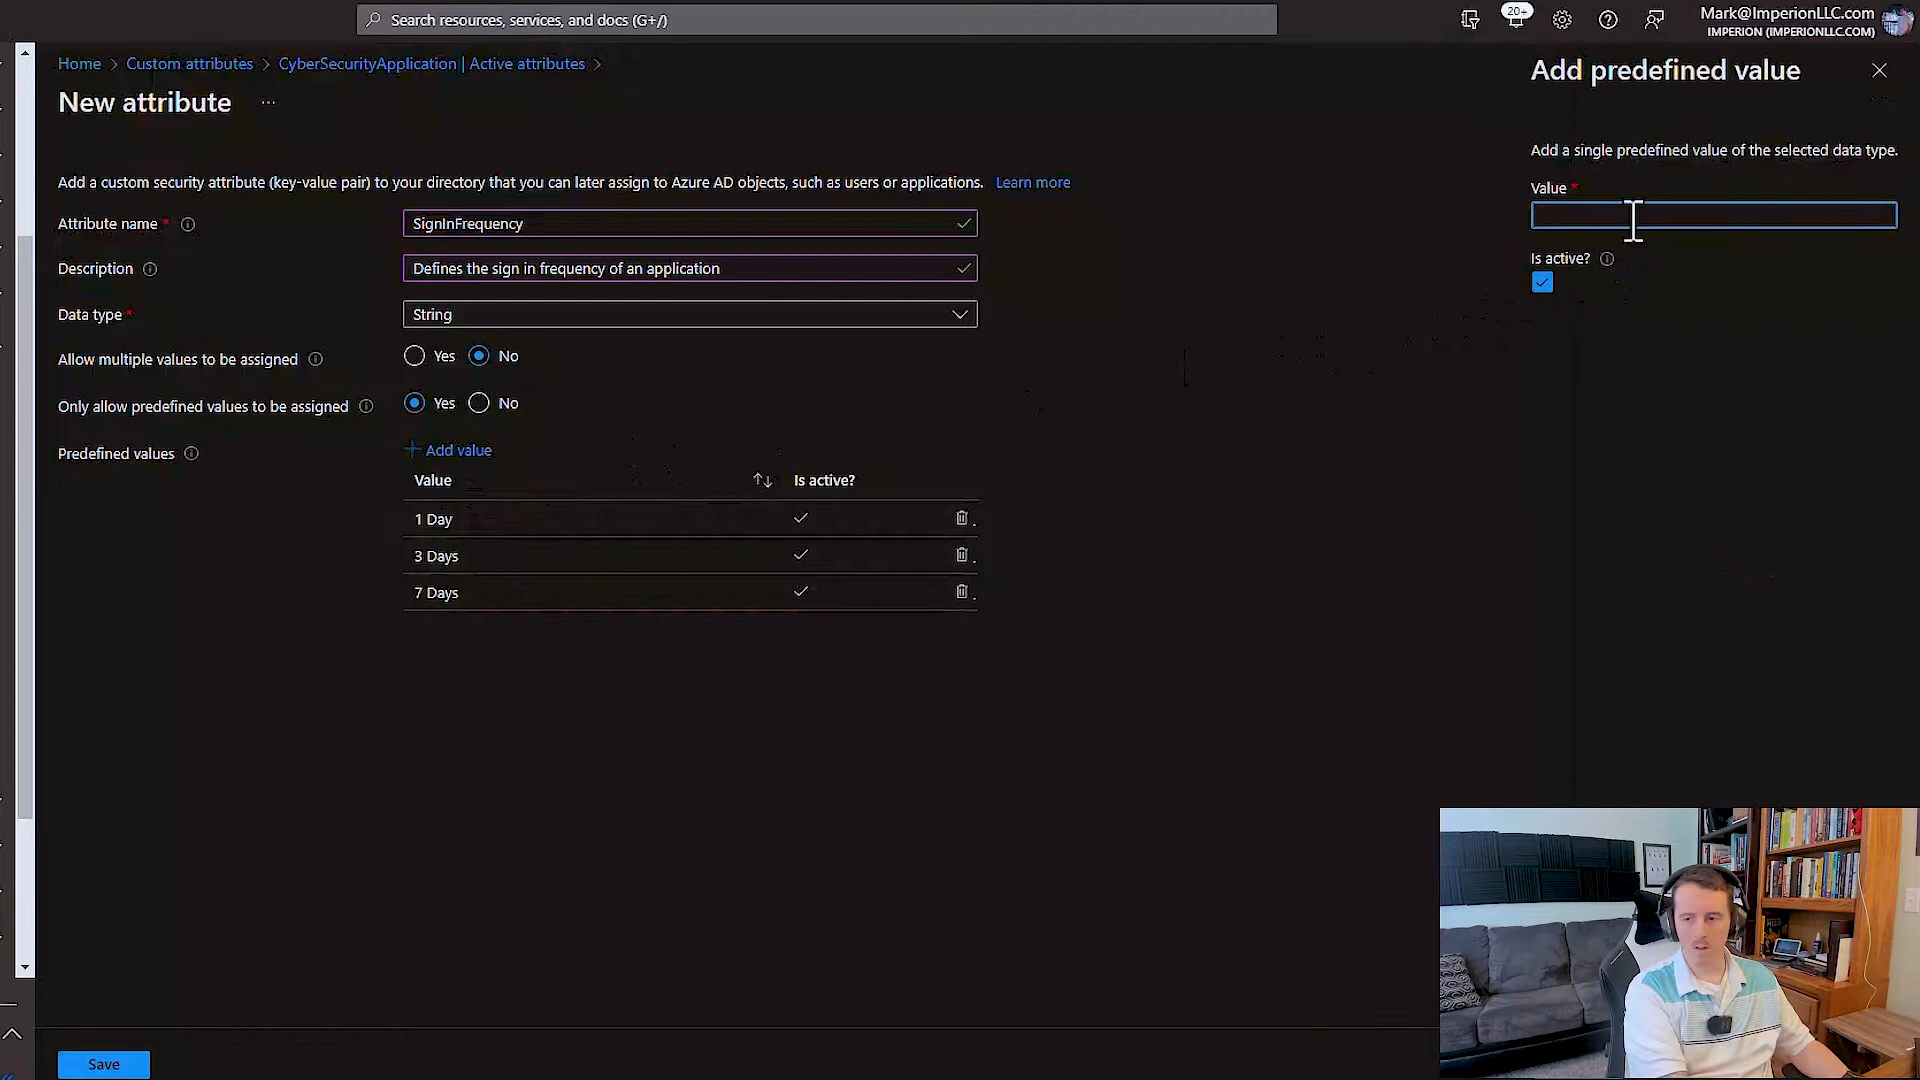 Search resources, services, and docs (G+/)
20+
Mark@ImperionLLC.com
IMPERION (IMPERIONLLC.COM)
Home > Custom attributes > CyberSecurityApplication | Active attributes >
New attribute ...
Add a custom security attribute (key-value pair) to your directory that you can later assign to Azure AD objects, such as users or applications. Learn more
Attribute name *
SignInFrequency
Description
Defines the sign in frequency of an application
Data type *
String
Allow multiple values to be assigned
Yes No
Only allow predefined values to be assigned
Yes No
Predefined values
+ Add value
Value Is active?
1 Day
3 Days
7 Days
Save
Add predefined value
Add a single predefined value of the selected data type.
Value *
Is active?